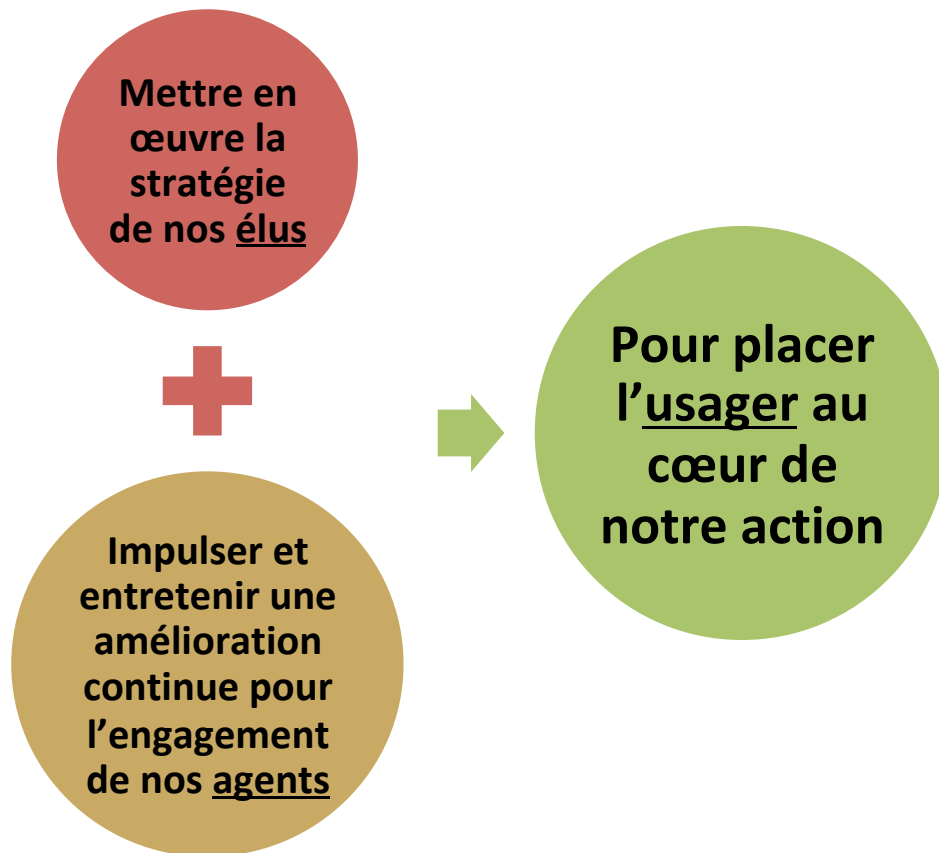 Mettre en
œuvre la
stratégie
de nos élus
Impulser et
entretenir une
amélioration
continue pour
l’engagement
de nos agents
Pour placer
l’usager au
cœur de
notre action